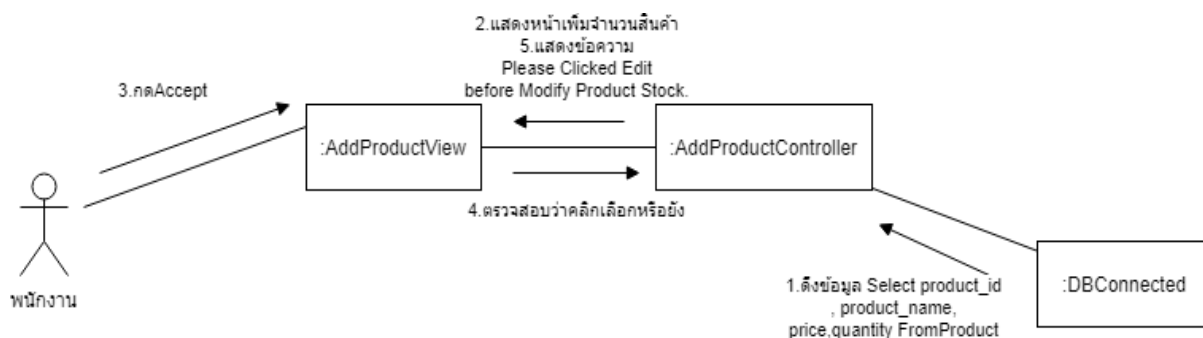 2.แสดงหน้าเพิ่มจำนวนสินค้า
5.แสดงข้อความ
Please Clicked Edit
before Modify Product Stock.
3.กดAccept
:AddProductView
:AddProductController
4.ตรวจสอบว่าคลิกเลือกหรือยัง
พนักงาน
:DBConnected
1.ดึงข้อมูล Select product_id
, product_name,
price,quantity FromProduct